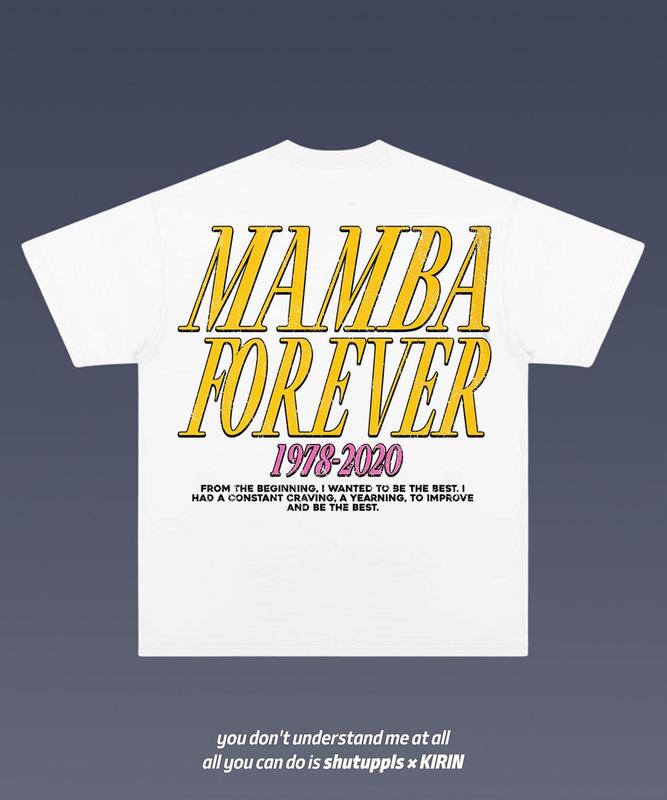 MAMBA
FOREVER
1978-2020
FROM THE BEGINNING, I WANTED TO BE THE BEST. I
HAD A CONSTANT CRAVING, A YEARNING, TO IMPROVE
AND BE THE BEST.
you don't understand me at all
all you can do is shutuppls × KIRIN